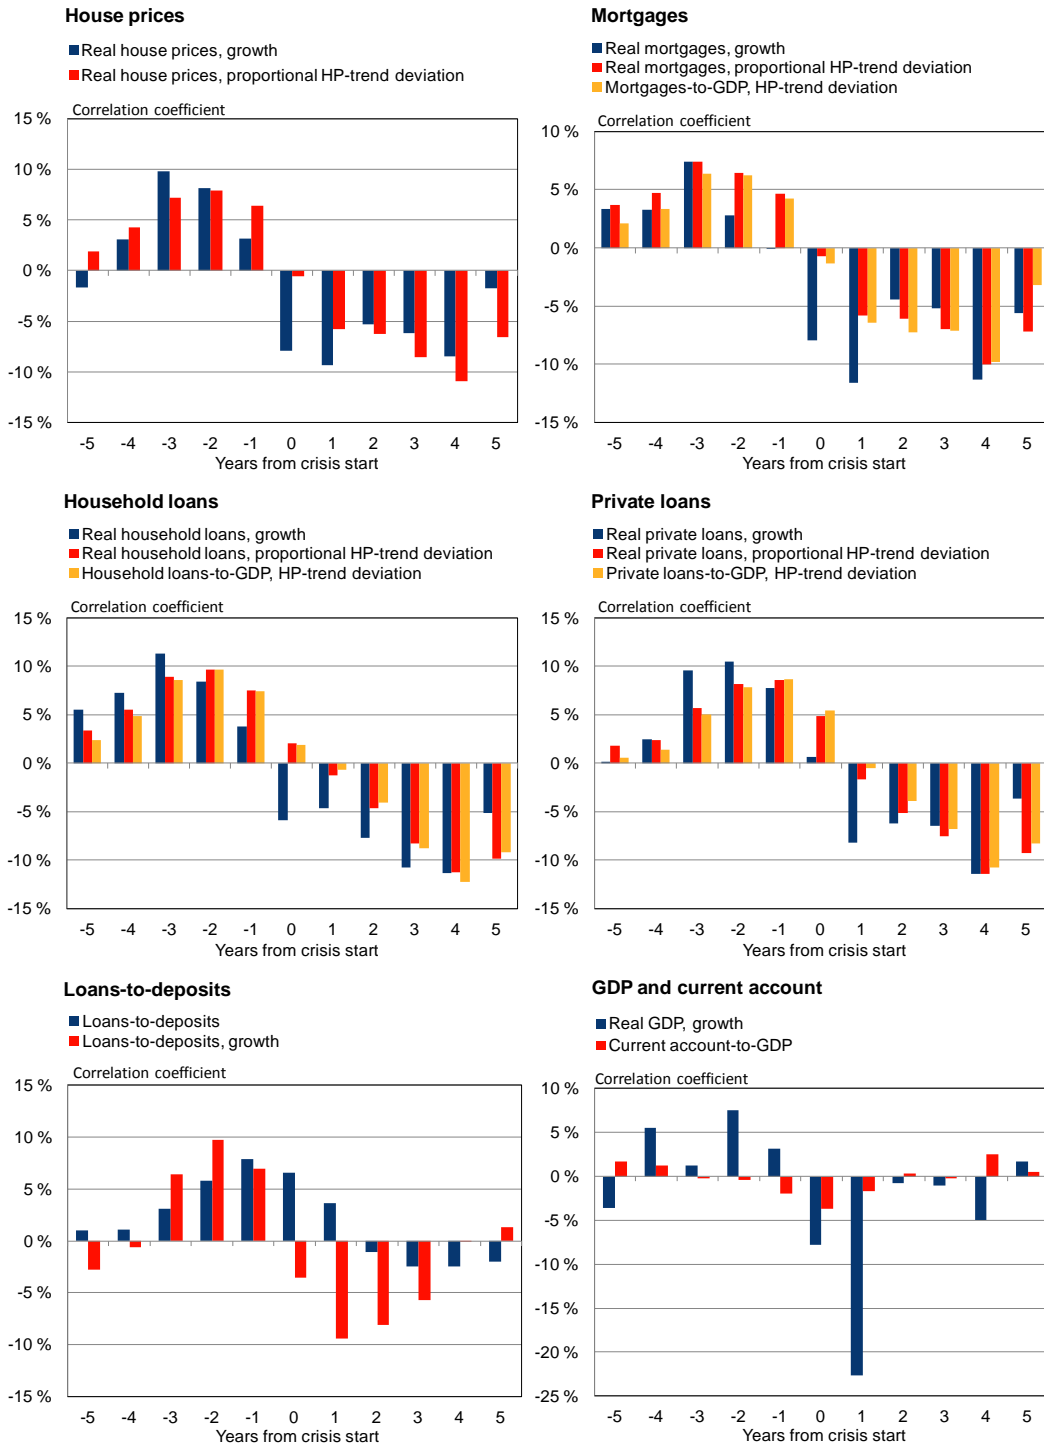 House prices
Real house prices, growth
Real house prices, proportional HP-trend deviation
Correlation coefficient
15 %
10 %
5 %
0 %
-5 %
-10 %
-15 %
-5 -4 -3 -2 -1 0 1 2 3 4 5
Years from crisis start
Mortgages
Real mortgages, growth
Real mortgages, proportional HP-trend deviation
Mortgages-to-GDP, HP-trend deviation
Correlation coefficient
10 %
5 %
0 %
-5 %
-10 %
-15 %
-5 -4 -3 -2 -1 0 1 2 3 4 5
Years from crisis start
Household loans
Real household loans, growth
Real household loans, proportional HP-trend deviation
Household loans-to-GDP, HP-trend deviation
Correlation coefficient
15 %
10 %
5 %
0 %
-5 %
-10 %
-15 %
-5 -4 -3 -2 -1 0 1 2 3 4 5
Years from crisis start
Private loans
Real private loans, growth
Real private loans, proportional HP-trend deviation
Private loans-to-GDP, HP-trend deviation
Correlation coefficient
15 %
10 %
5 %
0 %
-5 %
-10 %
-15 %
-5 -4 -3 -2 -1 0 1 2 3 4 5
Years from crisis start
Loans-to-deposits
Loans-to-deposits
Loans-to-deposits, growth
Correlation coefficient
15 %
10 %
5 %
0 %
-5 %
-10 %
-15 %
-5 -4 -3 -2 -1 0 1 2 3 4 5
Years from crisis start
GDP and current account
Real GDP, growth
Current account-to-GDP
Correlation coefficient
10 %
5 %
0 %
-5 %
-10 %
-15 %
-20 %
-25 %
-5 -4 -3 -2 -1 0 1 2 3 4 5
Years from crisis start